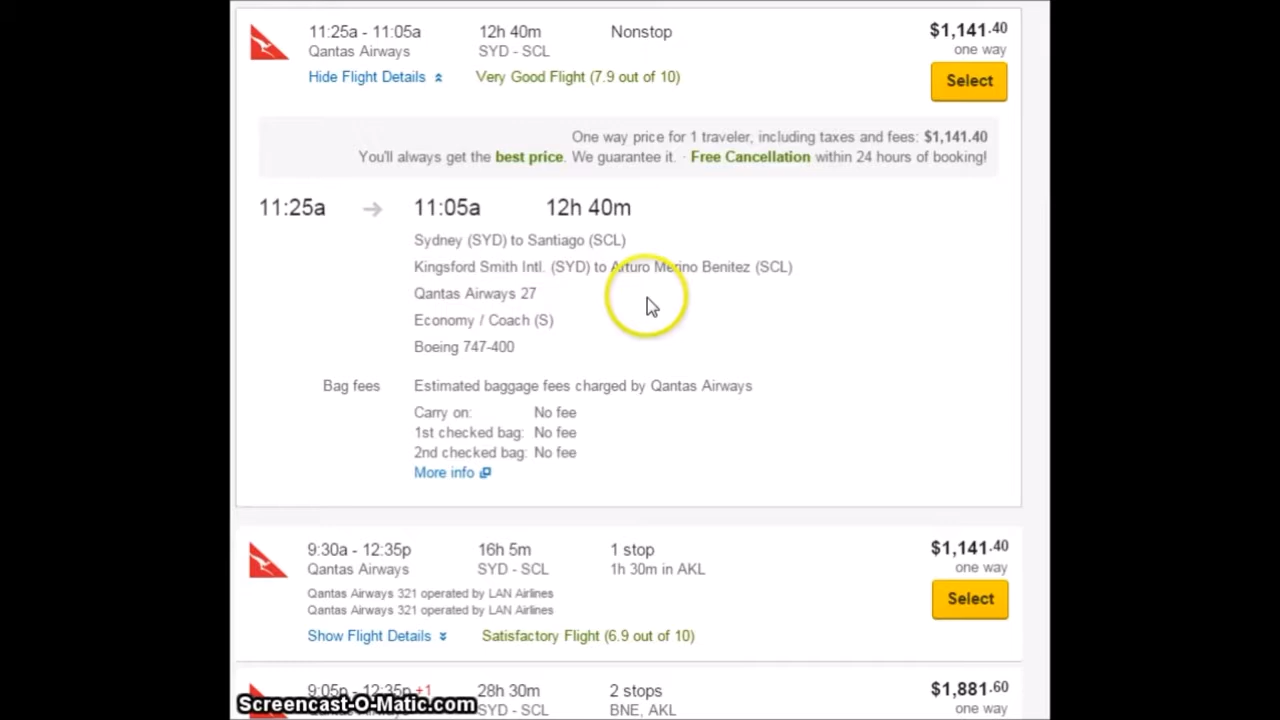 11:25a - 11:05a 12h 40m Nonstop $1,141.40
Qantas Airways SYD - SCL one way
Hide Flight Details Very Good Flight (7.9 out of 10) Select
One way price for 1 traveler, including taxes and fees: $1,141.40
You'll always get the best price. We guarantee it. · Free Cancellation within 24 hours of booking!
11:25a → 11:05a 12h 40m
Sydney (SYD) to Santiago (SCL)
Kingsford Smith Intl. (SYD) to Arturo Merino Benitez (SCL)
Qantas Airways 27
Economy / Coach (S)
Boeing 747-400
Bag fees Estimated baggage fees charged by Qantas Airways
Carry on: No fee
1st checked bag: No fee
2nd checked bag: No fee
More info
9:30a - 12:35p 16h 5m 1 stop $1,141.40
Qantas Airways SYD - SCL 1h 30m in AKL one way
Qantas Airways 321 operated by LAN Airlines
Qantas Airways 321 operated by LAN Airlines
Select
Show Flight Details Satisfactory Flight (6.9 out of 10)
9:05p - 12:35p +1 28h 30m 2 stops $1,881.60
SYD - SCL BNE, AKL one way
Screencast-O-Matic.com